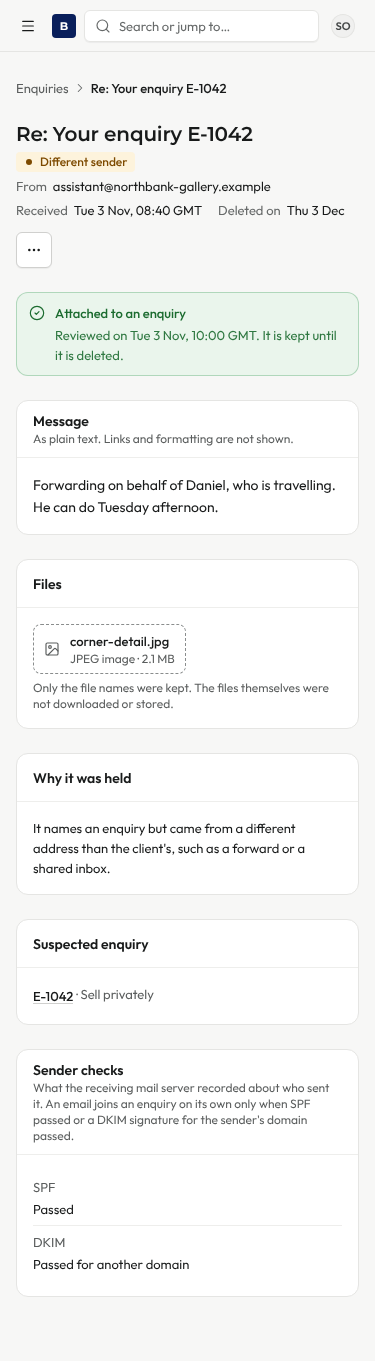 B
Search or jump to...
SO
Enquiries
Re: Your enquiry E-1042
Re: Your enquiry E-1042
Different sender
From assistant@northbank-gallery.example
Received Tue 3 Nov, 08:40 GMT Deleted on Thu 3 Dec
Attached to an enquiry
Reviewed on Tue 3 Nov, 10:00 GMT. It is kept until
it is deleted.
Message
As plain text. Links and formatting are not shown.
Forwarding on behalf of Daniel, who is travelling.
He can do Tuesday afternoon.
Files
corner-detail.jpg
JPEG image · 2.1 MB
Only the file names were kept. The files themselves were
not downloaded or stored.
Why it was held
It names an enquiry but came from a different
address than the client's, such as a forward or a
shared inbox.
Suspected enquiry
E-1042 · Sell privately
Sender checks
What the receiving mail server recorded about who sent
it. An email joins an enquiry on its own only when SPF
passed or a DKIM signature for the sender's domain
passed.
SPF
Passed
DKIM
Passed for another domain